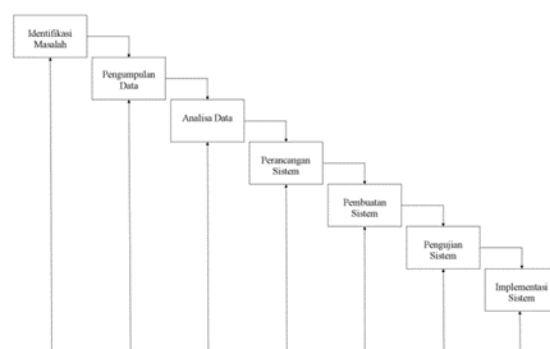 Identifikasi
Masalah
Pengumpulan
Data
Analisa Data
Perancangan
Sistem
Pembuatan
Sistem
Pengujian
Sistem
Implementasi
Sistem